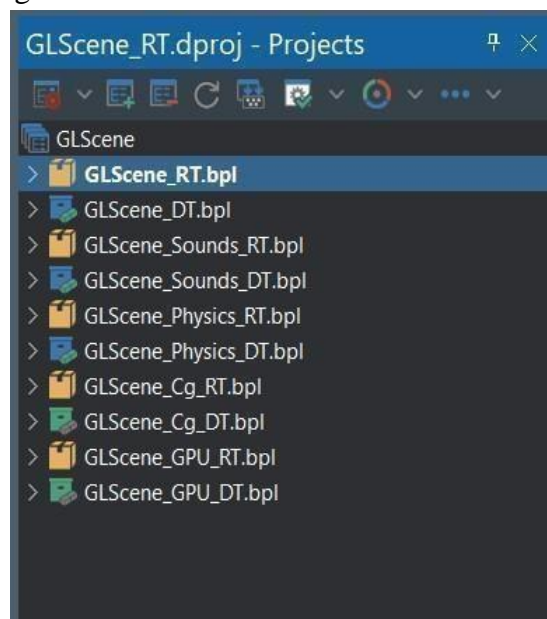 GLScene_RT.dproj - Projects
GLScene
GLScene_RT.bpl
GLScene_DT.bpl
GLScene_Sounds_RT.bpl
GLScene_Sounds_DT.bpl
GLScene_Physics_RT.bpl
GLScene_Physics_DT.bpl
GLScene_Cg_RT.bpl
GLScene_Cg_DT.bpl
GLScene_GPU_RT.bpl
GLScene_GPU_DT.bpl